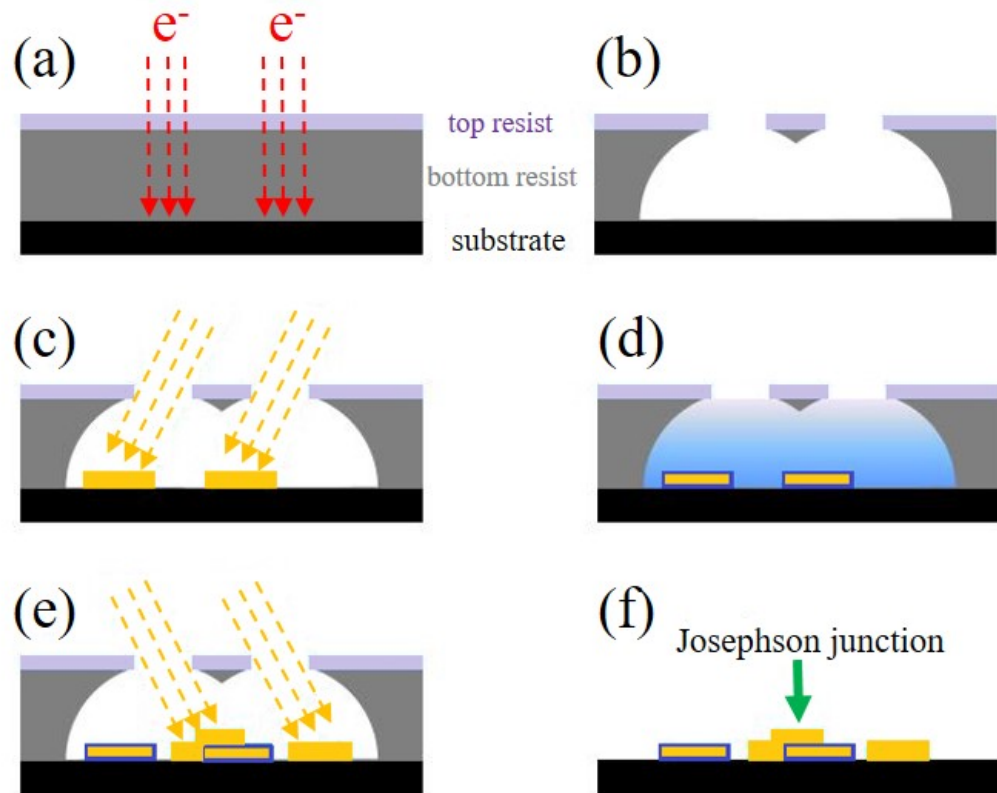 (a)
e⁻ e⁻
top resist
bottom resist
substrate
(b)
(c)
(d)
(e)
(f)
Josephson junction